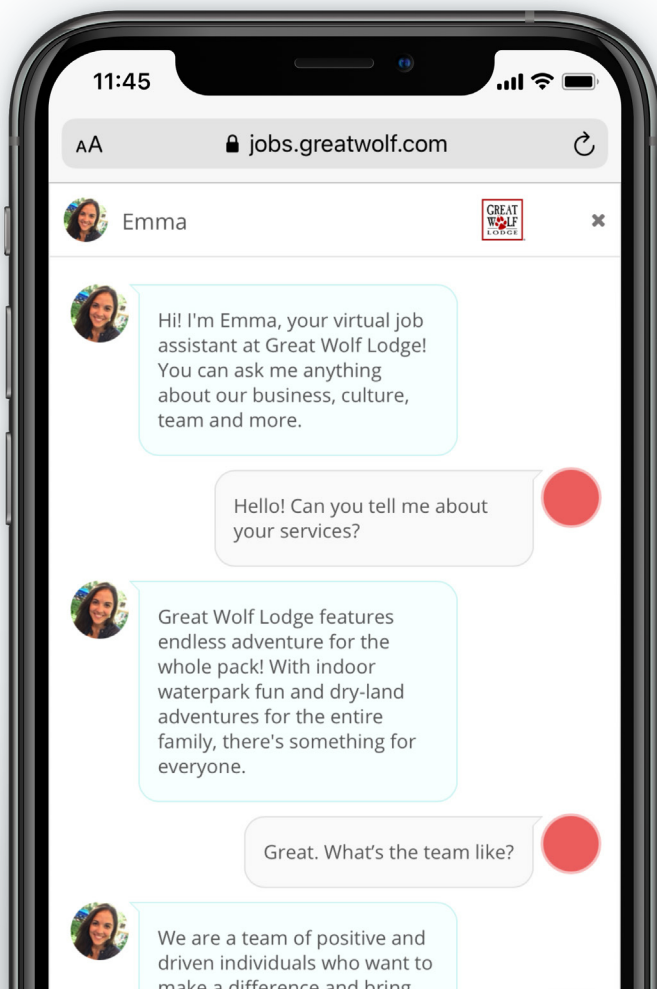 11:45
AA jobs.greatwolf.com
Emma
GREAT
WOLF
LODGE
Hi! I'm Emma, your virtual job
assistant at Great Wolf Lodge!
You can ask me anything
about our business, culture,
team and more.
Hello! Can you tell me about
your services?
Great Wolf Lodge features
endless adventure for the
whole pack! With indoor
waterpark fun and dry-land
adventures for the entire
family, there's something for
everyone.
Great. What’s the team like?
We are a team of positive and
driven individuals who want to
make a difference and bring